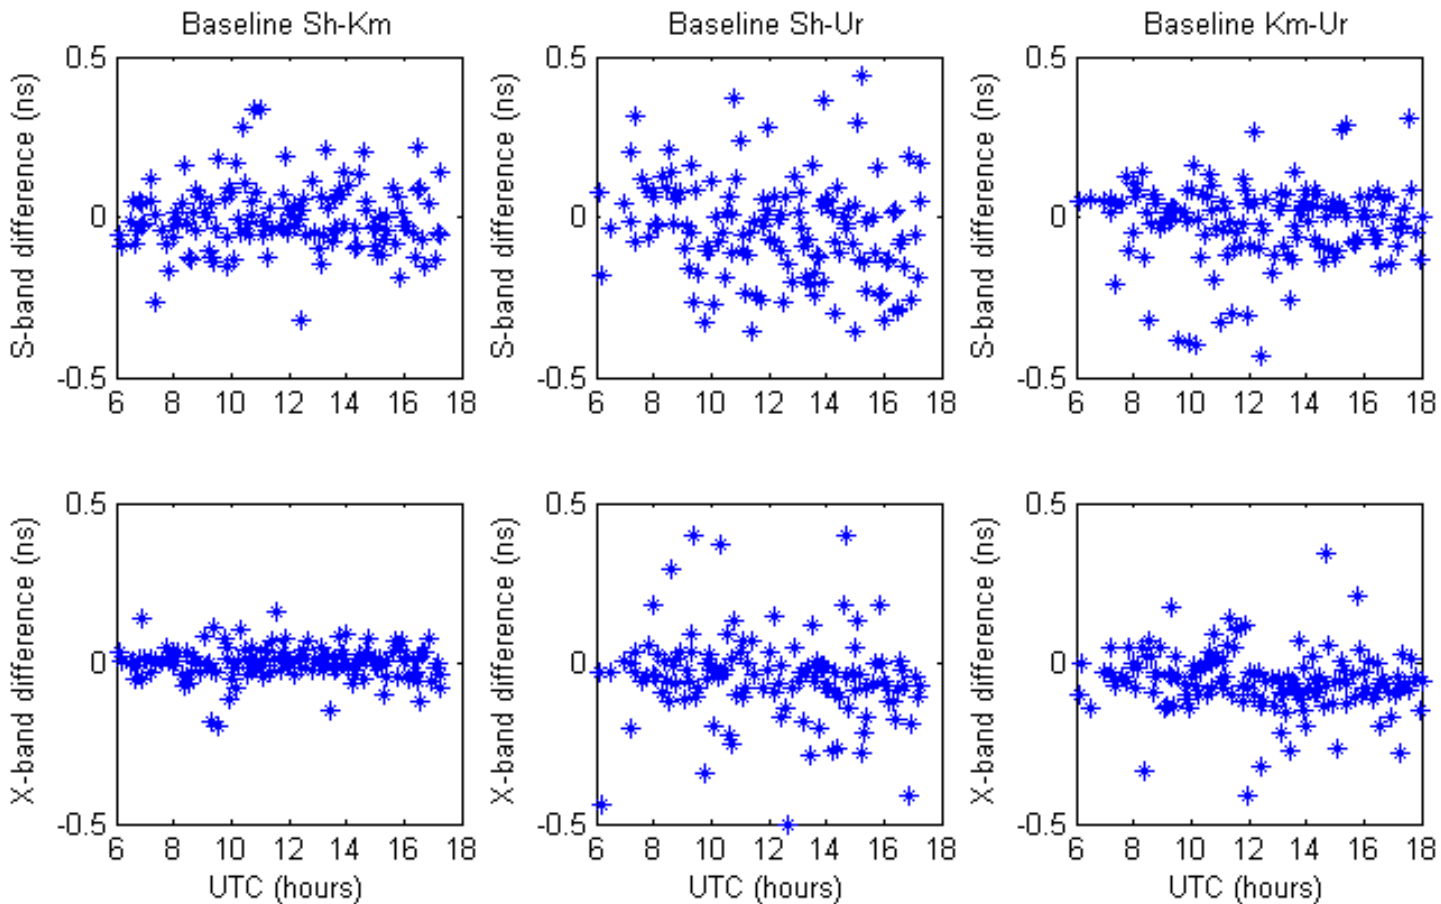 Baseline Sh-Km
Baseline Sh-Ur
Baseline Km-Ur
S-band difference (ns)
0.5
0
-0.5
6 8 10 12 14 16 18
S-band difference (ns)
0.5
0
-0.5
6 8 10 12 14 16 18
S-band difference (ns)
0.5
0
-0.5
6 8 10 12 14 16 18
X-band difference (ns)
0.5
0
-0.5
6 8 10 12 14 16 18
UTC (hours)
X-band difference (ns)
0.5
0
-0.5
6 8 10 12 14 16 18
UTC (hours)
X-band difference (ns)
0.5
0
-0.5
6 8 10 12 14 16 18
UTC (hours)